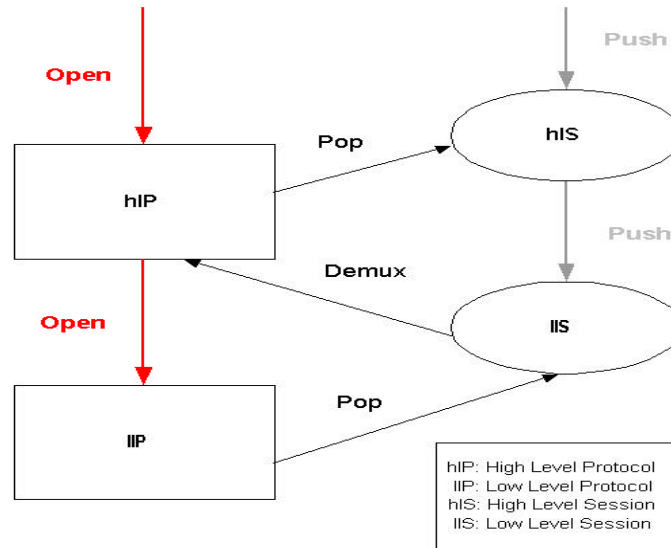 Push
Open
hIS
Pop
hIP
Push
Demux
Open
IIS
Pop
IIP
hIP: High Level Protocol
IIP: Low Level Protocol
hIS: High Level Session
IIS: Low Level Session